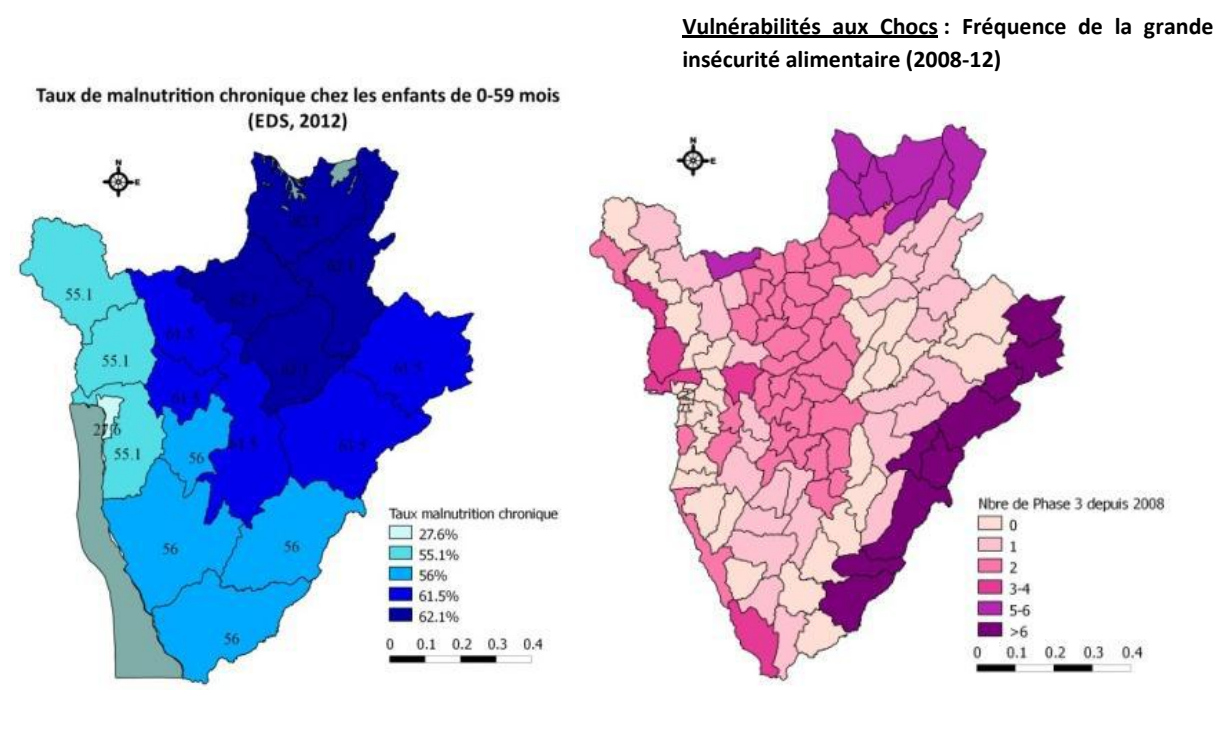 Vulnérabilités aux Chocs : Fréquence de la grande
insécurité alimentaire (2008-12)
Taux de malnutrition chronique chez les enfants de 0-59 mois
(EDS, 2012)
N
E
55.1
55.1
27.6
55.1
61.5
61.5
56
61.5
61.5
61.5
56
56
56
Taux malnutrition chronique
27.6%
55.1%
56%
61.5%
62.1%
0 0.1 0.2 0.3 0.4
N
E
Nbre de Phase 3 depuis 2008
0
1
2
3-4
5-6
>6
0 0.1 0.2 0.3 0.4